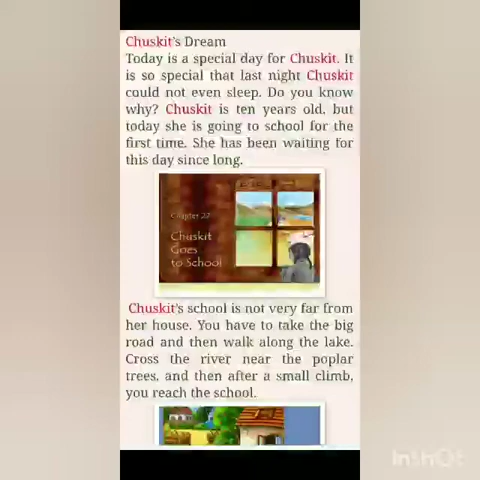 Chuskit's Dream
Today is a special day for Chuskit. It
is so special that last night Chuskit
could not even sleep. Do you know
why? Chuskit is ten years old, but
today she is going to school for the
first time. She has been waiting for
this day since long.
Chapter 27
Chuskit
Goes
to School
Chuskit's school is not very far from
her house. You have to take the big
road and then walk along the lake.
Cross the river near the poplar
trees, and then after a small climb,
you reach the school.
InShOt